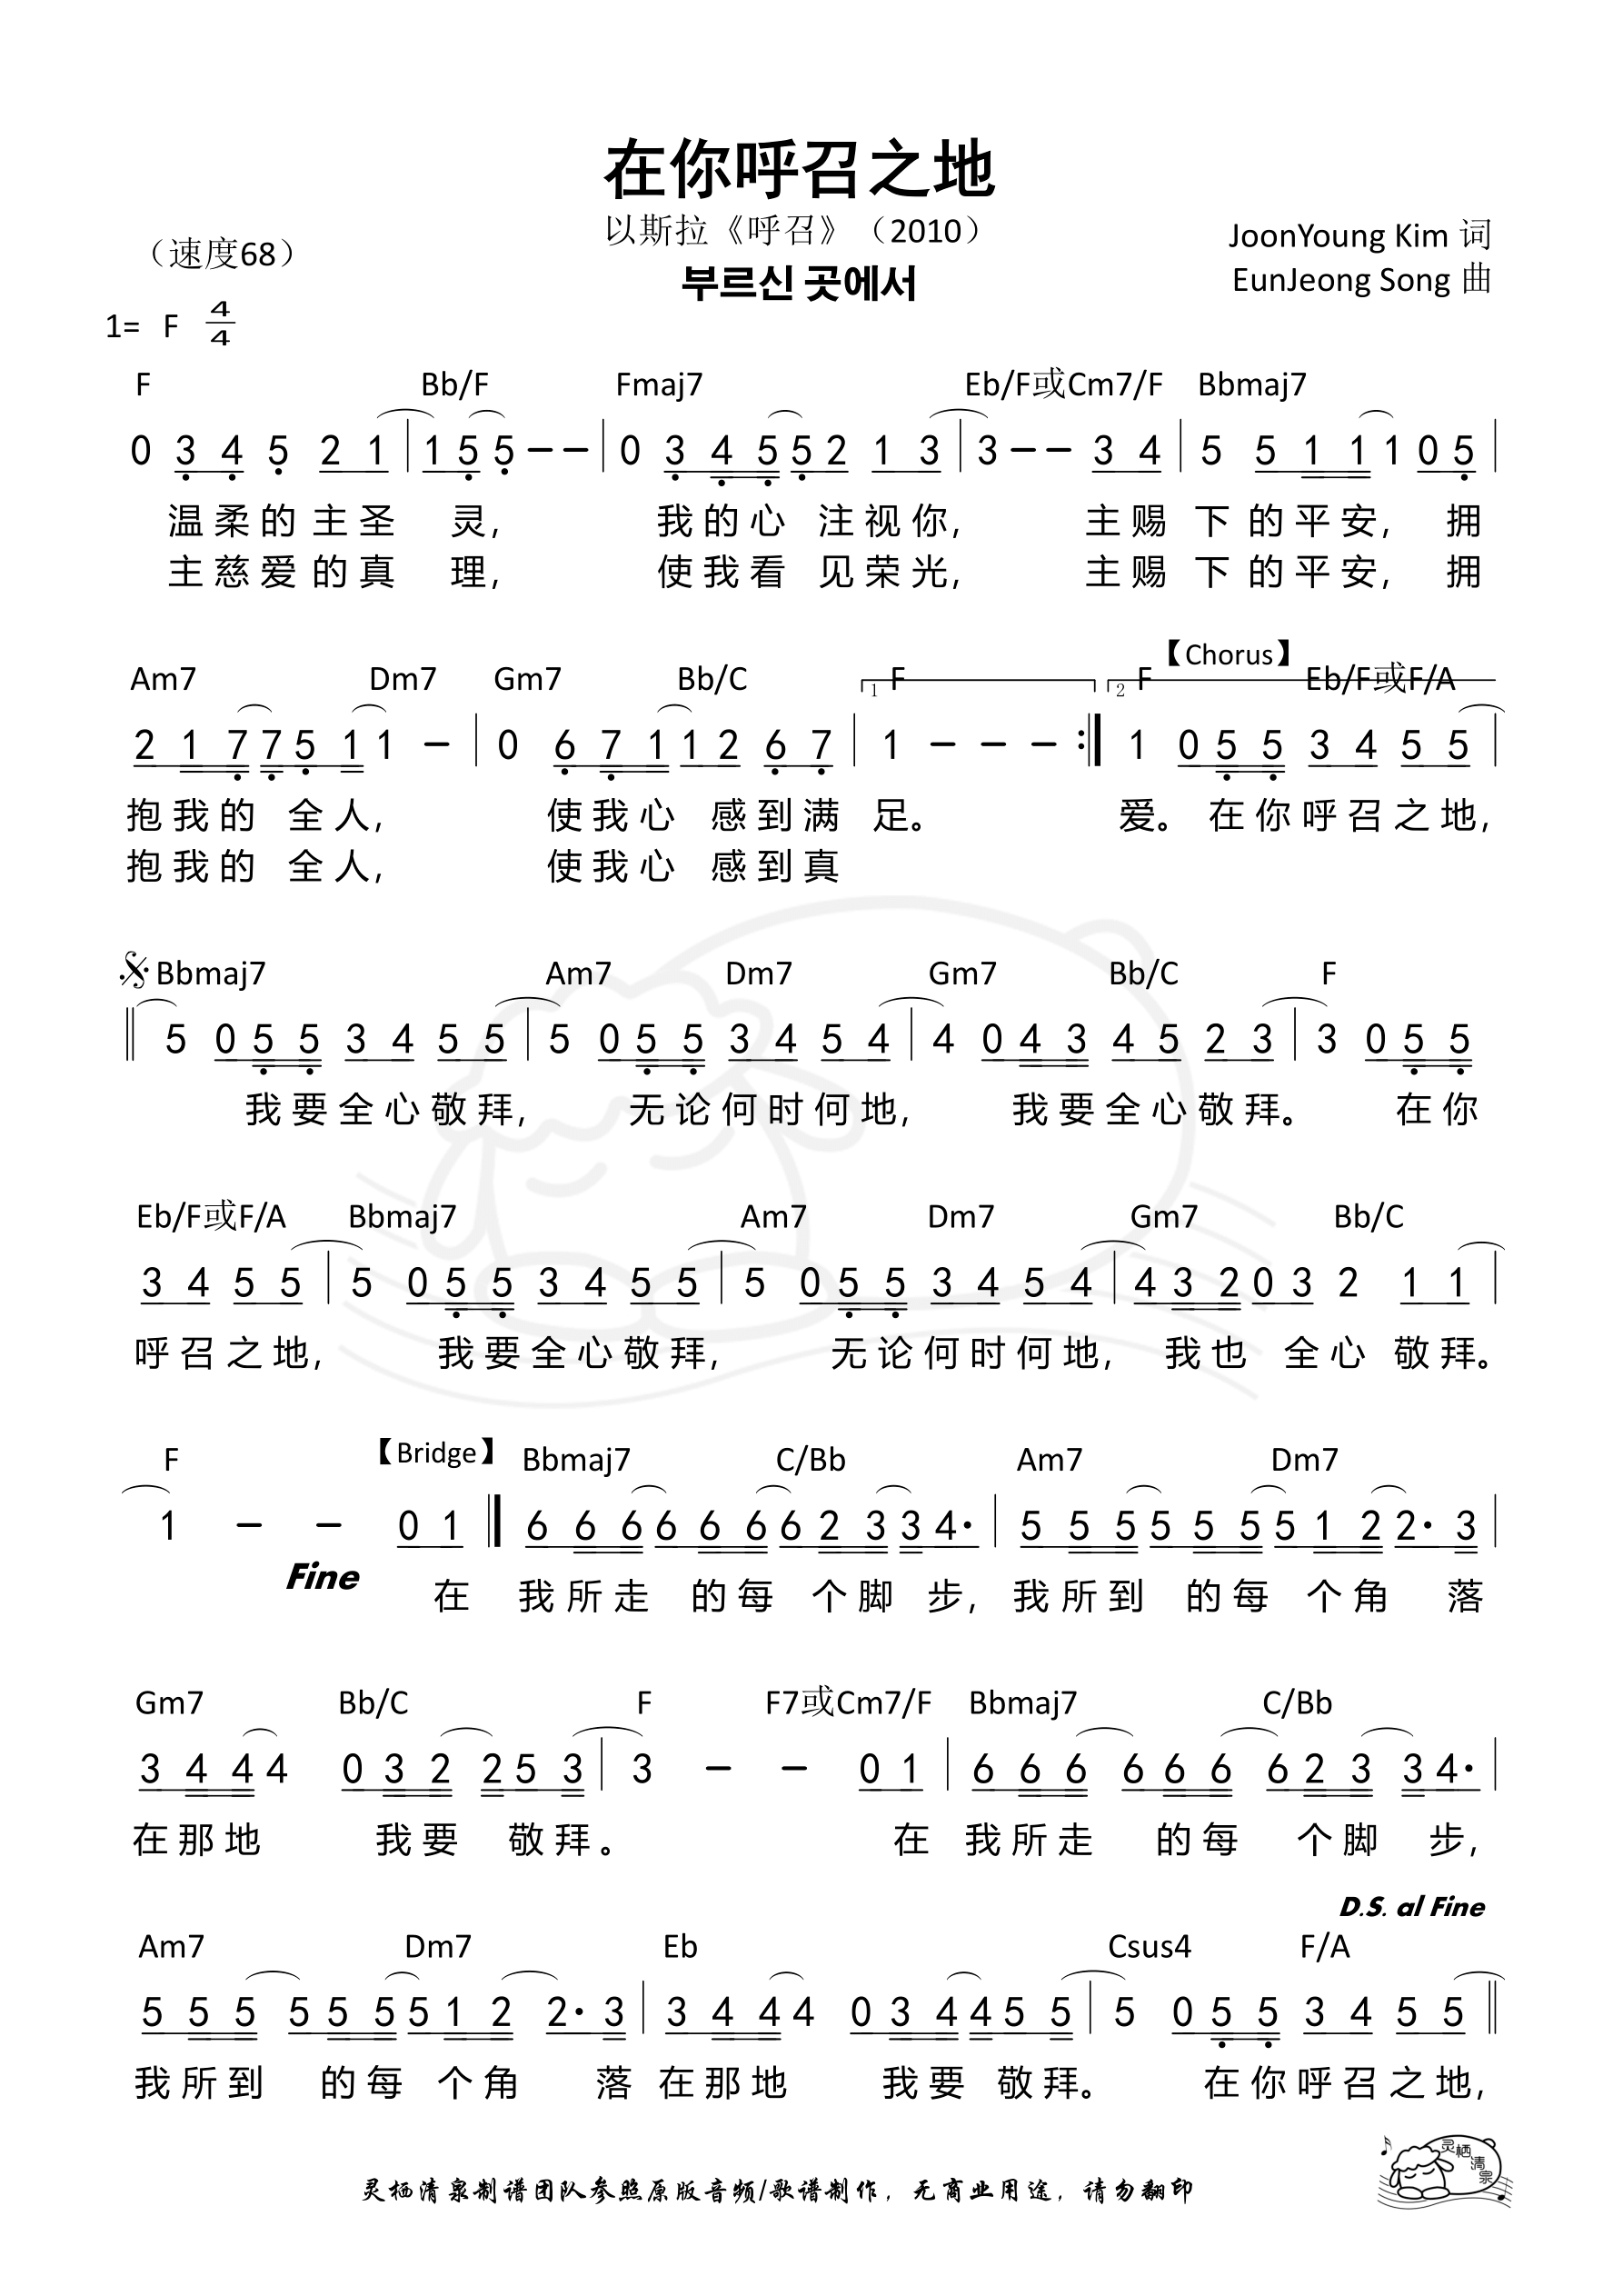 在你呼召之地
以斯拉《呼召》（2010）
（速度68）
JoonYoung Kim 词
부르신 곳에서
EunJeong Song 曲
1= F 4/4
F Bb/F Fmaj7 Eb/F或Cm7/F Bbmaj7
0 3 4 5 2 1 | 1 5 5 – – | 0 3 4 5 5 2 1 3 | 3 – – 3 4 | 5 5 1 1 1 0 5 |
温柔的主圣 灵, 我的心 注视你, 主赐 下的平安, 拥
主慈爱的真 理, 使我看 见荣光, 主赐 下的平安, 拥
【Chorus】
Am7 Dm7 Gm7 Bb/C F F Eb/F或F/A
2 1 7 7 5 1 1 – | 0 6 7 1 1 2 6 7 | 1 1 – – – :| 2 1 0 5 5 3 4 5 5 |
抱我的 全人, 使我心 感到满 足。 爱。在你呼召之地,
抱我的 全人, 使我心 感到真
Bbmaj7 Am7 Dm7 Gm7 Bb/C F
5 0 5 5 3 4 5 5 | 5 0 5 5 3 4 5 4 | 4 0 4 3 4 5 2 3 | 3 0 5 5
我要全心敬拜, 无论何时何地, 我要全心敬拜。 在你
Eb/F或F/A Bbmaj7 Am7 Dm7 Gm7 Bb/C
3 4 5 5 | 5 0 5 5 3 4 5 5 | 5 0 5 5 3 4 5 4 | 4 3 2 0 3 2 1 1 |
呼召之地, 我要全心敬拜, 无论何时何地, 我也 全心 敬拜。
F 【Bridge】 Bbmaj7 C/Bb Am7 Dm7
1 – – 0 1 || 6 6 6 6 6 6 6 2 3 3 4· | 5 5 5 5 5 5 5 1 2 2· 3 |
Fine
在 我所走 的每 个脚 步, 我所到 的每 个角 落
Gm7 Bb/C F F7或Cm7/F Bbmaj7 C/Bb
3 4 4 4 0 3 2 2 5 3 | 3 – – 0 1 | 6 6 6 6 6 6 6 2 3 3 4· |
在那地 我要 敬拜。 在 我所走 的每 个脚 步,
D.S. al Fine
Am7 Dm7 Eb Csus4 F/A
5 5 5 5 5 5 5 1 2 2· 3 | 3 4 4 4 0 3 4 4 5 5 | 5 0 5 5 3 4 5 5 ||
我所到 的每 个角 落 在那地 我要 敬拜。 在你呼召之地,
灵栖清泉
灵栖清泉制谱团队参照原版音频/歌谱制作，无商业用途，请勿翻印